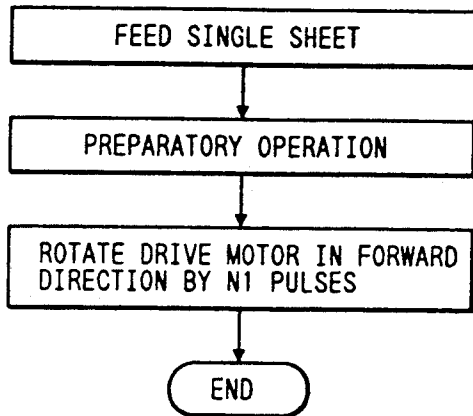 FEED SINGLE SHEET
PREPARATORY OPERATION
ROTATE DRIVE MOTOR IN FORWARD
DIRECTION BY N1 PULSES
END